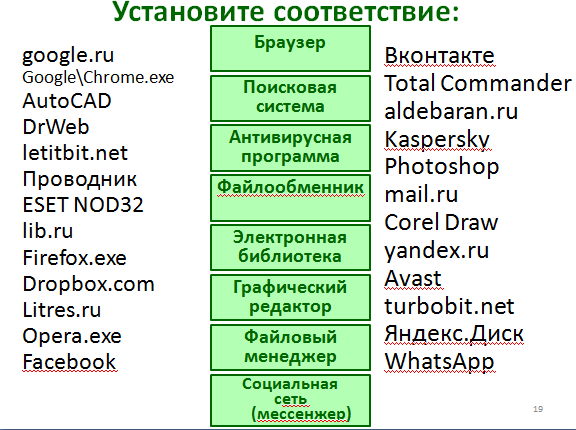 Установите соответствие:
google.ru
Google\Chrome.exe
AutoCAD
DrWeb
letitbit.net
Проводник
ESET NOD32
lib.ru
Firefox.exe
Dropbox.com
Litres.ru
Opera.exe
Facebook
Браузер
Поисковая
система
Антивирусная
программа
Файлообменник
Электронная
библиотека
Графический
редактор
Файловый
менеджер
Социальная
сеть
(мессенжер)
Вконтакте
Total Commander
aldebaran.ru
Kaspersky
Photoshop
mail.ru
Corel Draw
yandex.ru
Avast
turbobit.net
Яндекс.Диск
WhatsApp
19